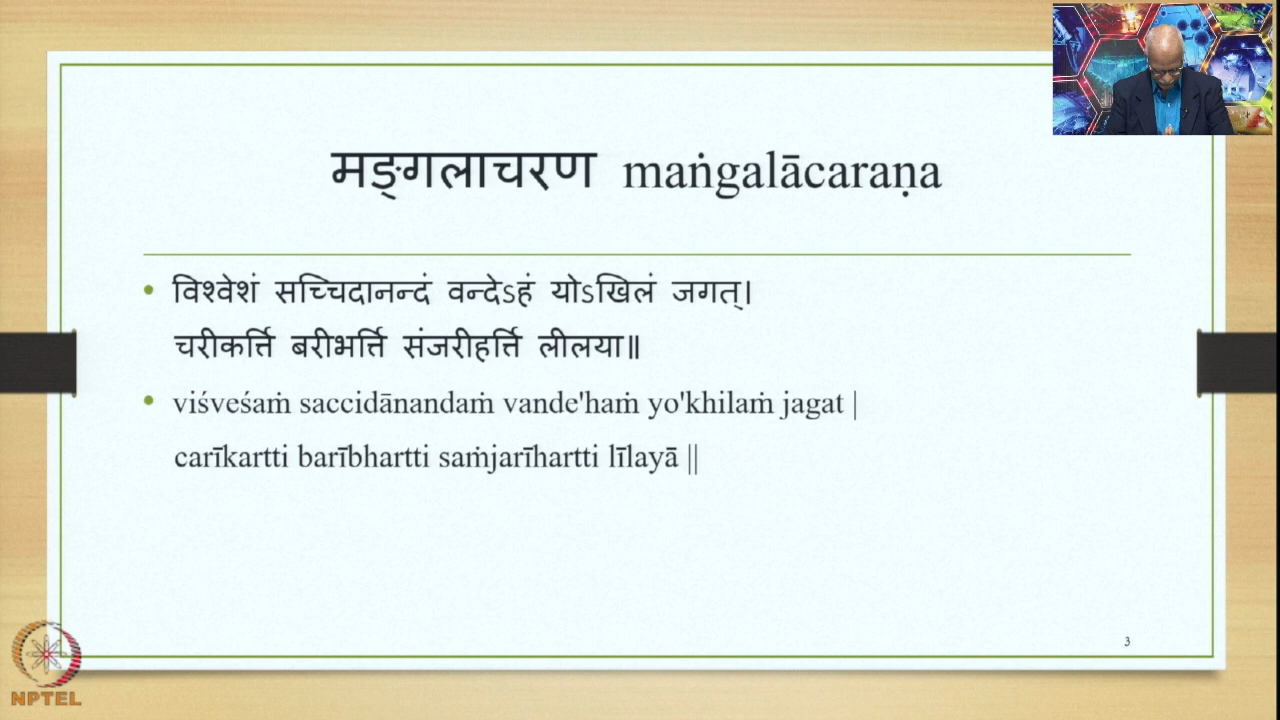 मङ्गलाचरण maṅgalācaraṇa
• विश्वेशं सच्चिदानन्दं वन्देऽहं योऽखिलं जगत्।
चरीकर्त्ति बरीभर्त्ति संजरीहर्त्ति लीलया॥
• viśveśaṁ saccidānandaṁ vande'haṁ yo'khilaṁ jagat |
carīkartti barībhartti saṁjarīhartti līlayā ||
3
NPTEL